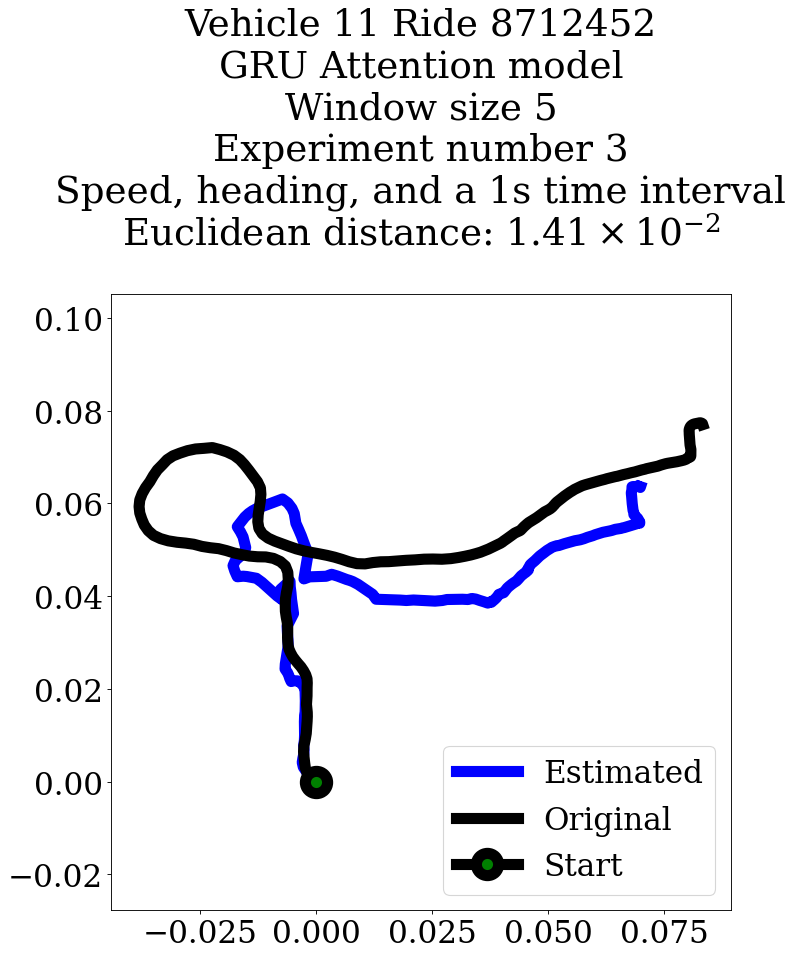 Vehicle 11 Ride 8712452
GRU Attention model
Window size 5
Experiment number 3
Speed, heading, and a 1s time interval
Euclidean distance: 1.41 × 10⁻²
0.10
0.08
0.06
0.04
0.02
0.00
−0.02
−0.025 0.000 0.025 0.050 0.075
Estimated
Original
Start